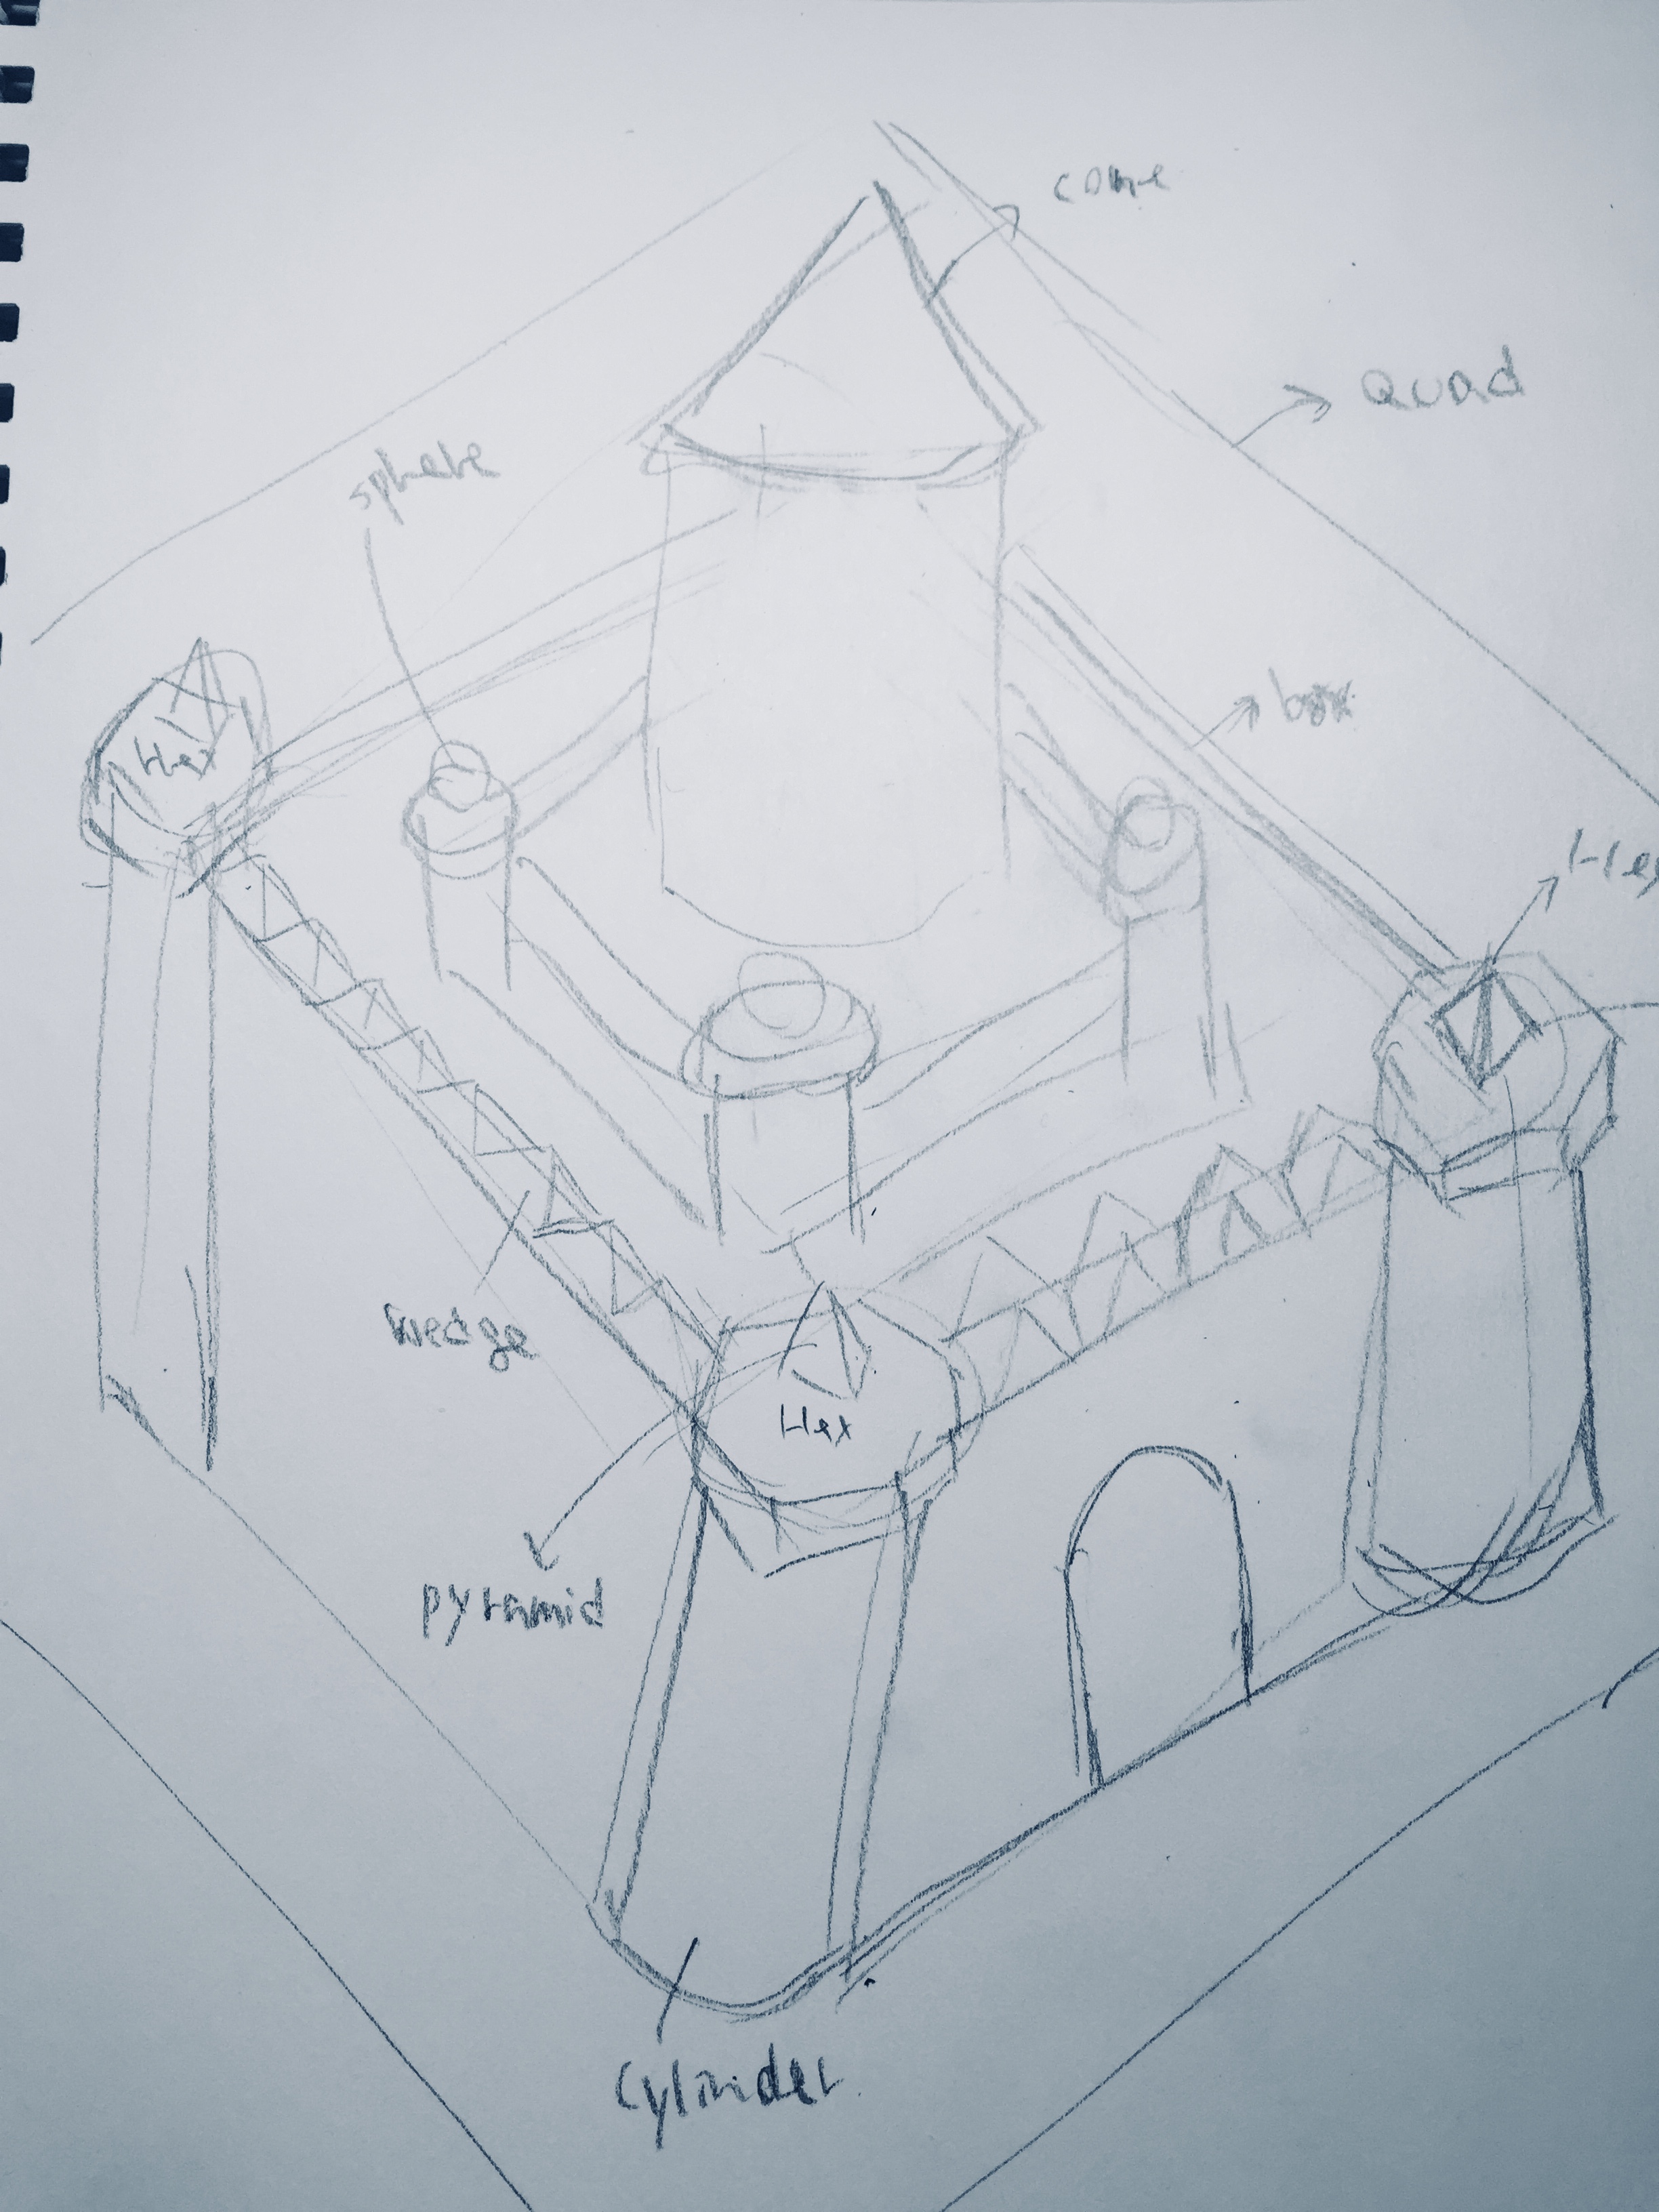 cone
Quad
sphere
box
Hex
Hex
wedge
Hex
pyramid
Cylinder